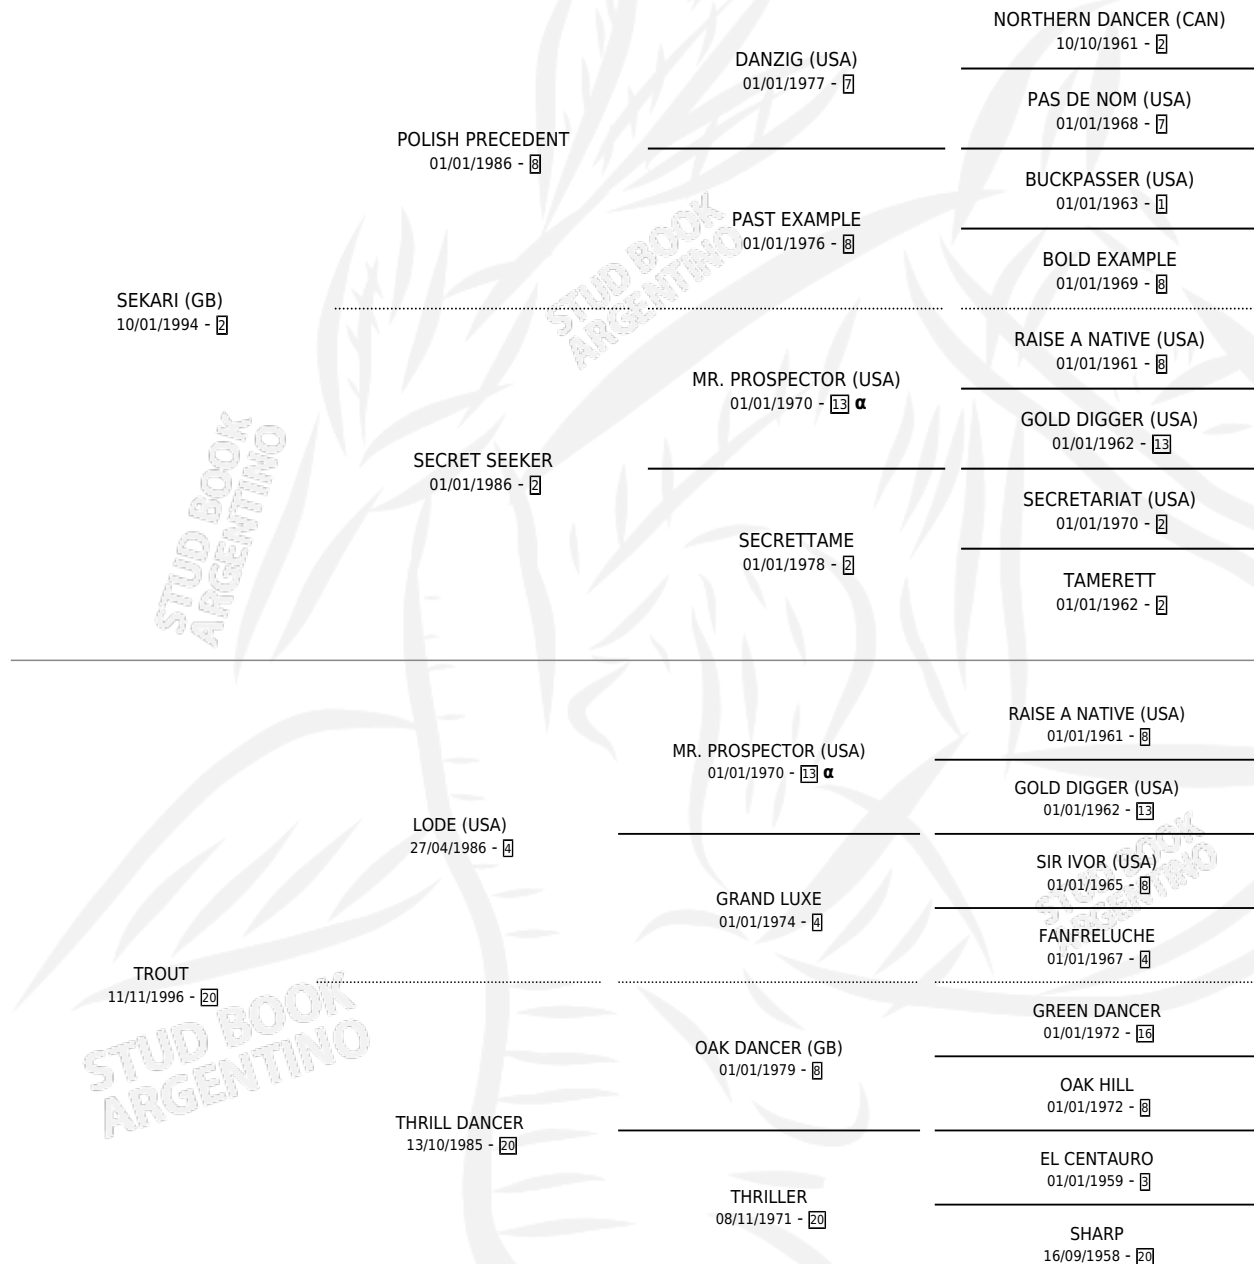 NORTHERN DANCER (CAN)
10/10/1961 - 2
DANZIG (USA)
01/01/1977 - 7
PAS DE NOM (USA)
01/01/1968 - 7
POLISH PRECEDENT
01/01/1986 - 8
BUCKPASSER (USA)
01/01/1963 - 1
PAST EXAMPLE
01/01/1976 - 8
BOLD EXAMPLE
01/01/1969 - 8
SEKARI (GB)
10/01/1994 - 2
RAISE A NATIVE (USA)
01/01/1961 - 8
MR. PROSPECTOR (USA)
01/01/1970 - 13 α
GOLD DIGGER (USA)
01/01/1962 - 13
SECRET SEEKER
01/01/1986 - 2
SECRETARIAT (USA)
01/01/1970 - 2
SECRETTAME
01/01/1978 - 2
TAMERETT
01/01/1962 - 2
RAISE A NATIVE (USA)
01/01/1961 - 8
MR. PROSPECTOR (USA)
01/01/1970 - 13 α
GOLD DIGGER (USA)
01/01/1962 - 13
LODE (USA)
27/04/1986 - 4
SIR IVOR (USA)
01/01/1965 - 8
GRAND LUXE
01/01/1974 - 4
FANFRELUCHE
01/01/1967 - 4
TROUT
11/11/1996 - 20
GREEN DANCER
01/01/1972 - 16
OAK DANCER (GB)
01/01/1979 - 8
OAK HILL
01/01/1972 - 8
THRILL DANCER
13/10/1985 - 20
EL CENTAURO
01/01/1959 - 3
THRILLER
08/11/1971 - 20
SHARP
16/09/1958 - 20
STUD BOOK
ARGENTINO
STUD BOOK
ARGENTINO
STUD BOOK
ARGENTINO
STUD BOOK
ARGENTINO